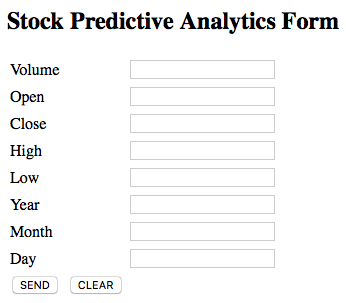 Stock Predictive Analytics Form
Volume
Open
Close
High
Low
Year
Month
Day
SEND CLEAR